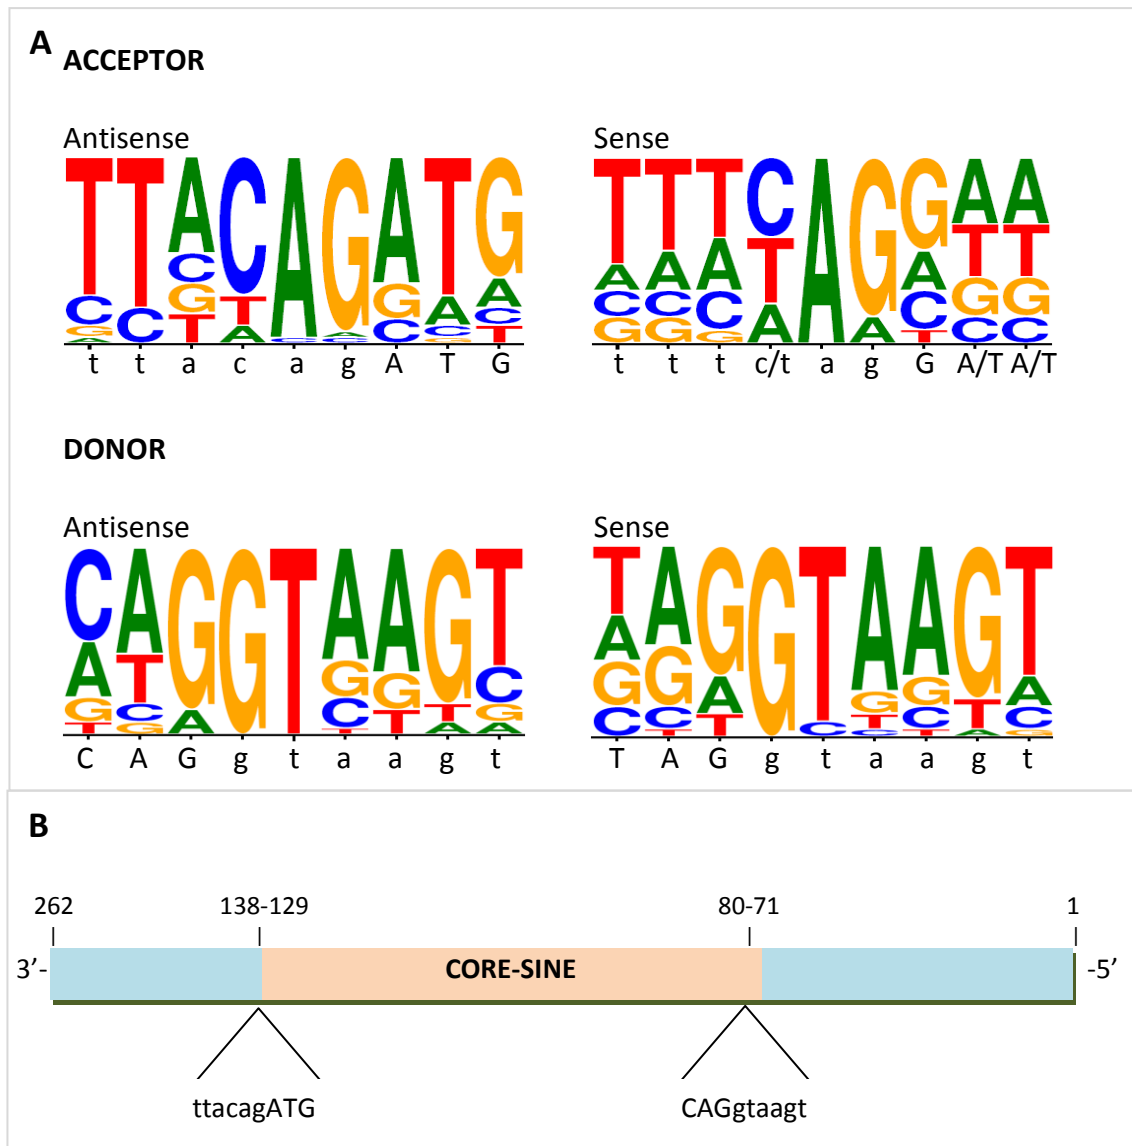 A
ACCEPTOR
Antisense
Sense
T T A C A G A T G
C C C T A A C G A A
G G A C C G C C
A T T
t t a c a g A T G
T T T C A G G A A
A A A T A A T T
C C C A C G G
G G G T C C
t t t c/t a g G A/T A/T
DONOR
Antisense
Sense
C A G G T A A G T
A T A G G T C
G C C T A G
T G T A
C A G g t a a g t
T A G G T A A G T
A G A C G G T A
G C T T C A C
C T C T G
T A G g t a a g t
B
262 138-129 80-71 1
3’- CORE-SINE -5’
ttacagATG CAGgtaagt